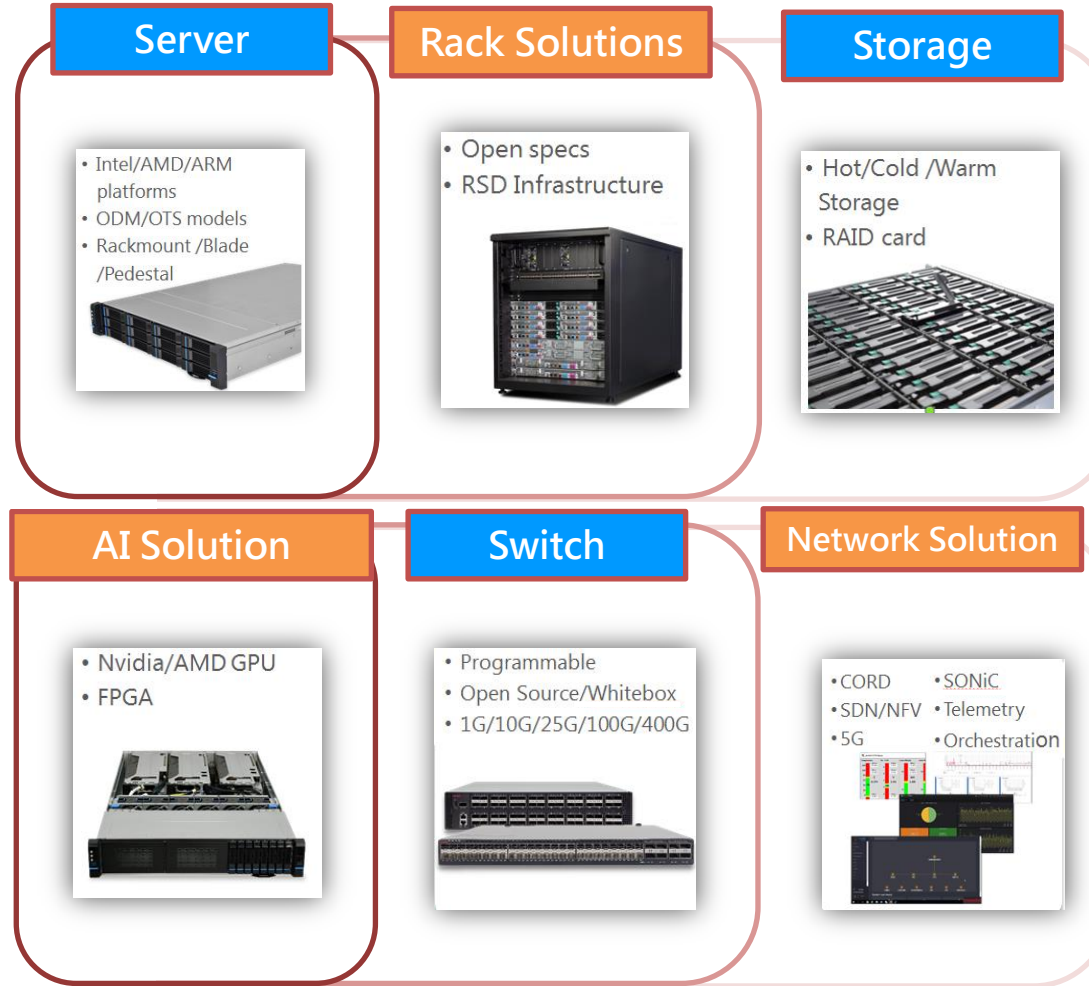 Server
• Intel/AMD/ARM
platforms
• ODM/OTS models
• Rackmount /Blade
/Pedestal
Rack Solutions
• Open specs
• RSD Infrastructure
Storage
• Hot/Cold /Warm
Storage
• RAID card
AI Solution
• Nvidia/AMD GPU
• FPGA
Switch
• Programmable
• Open Source/Whitebox
• 1G/10G/25G/100G/400G
Network Solution
• CORD
• SDN/NFV
• 5G
• SONiC
• Telemetry
• Orchestration